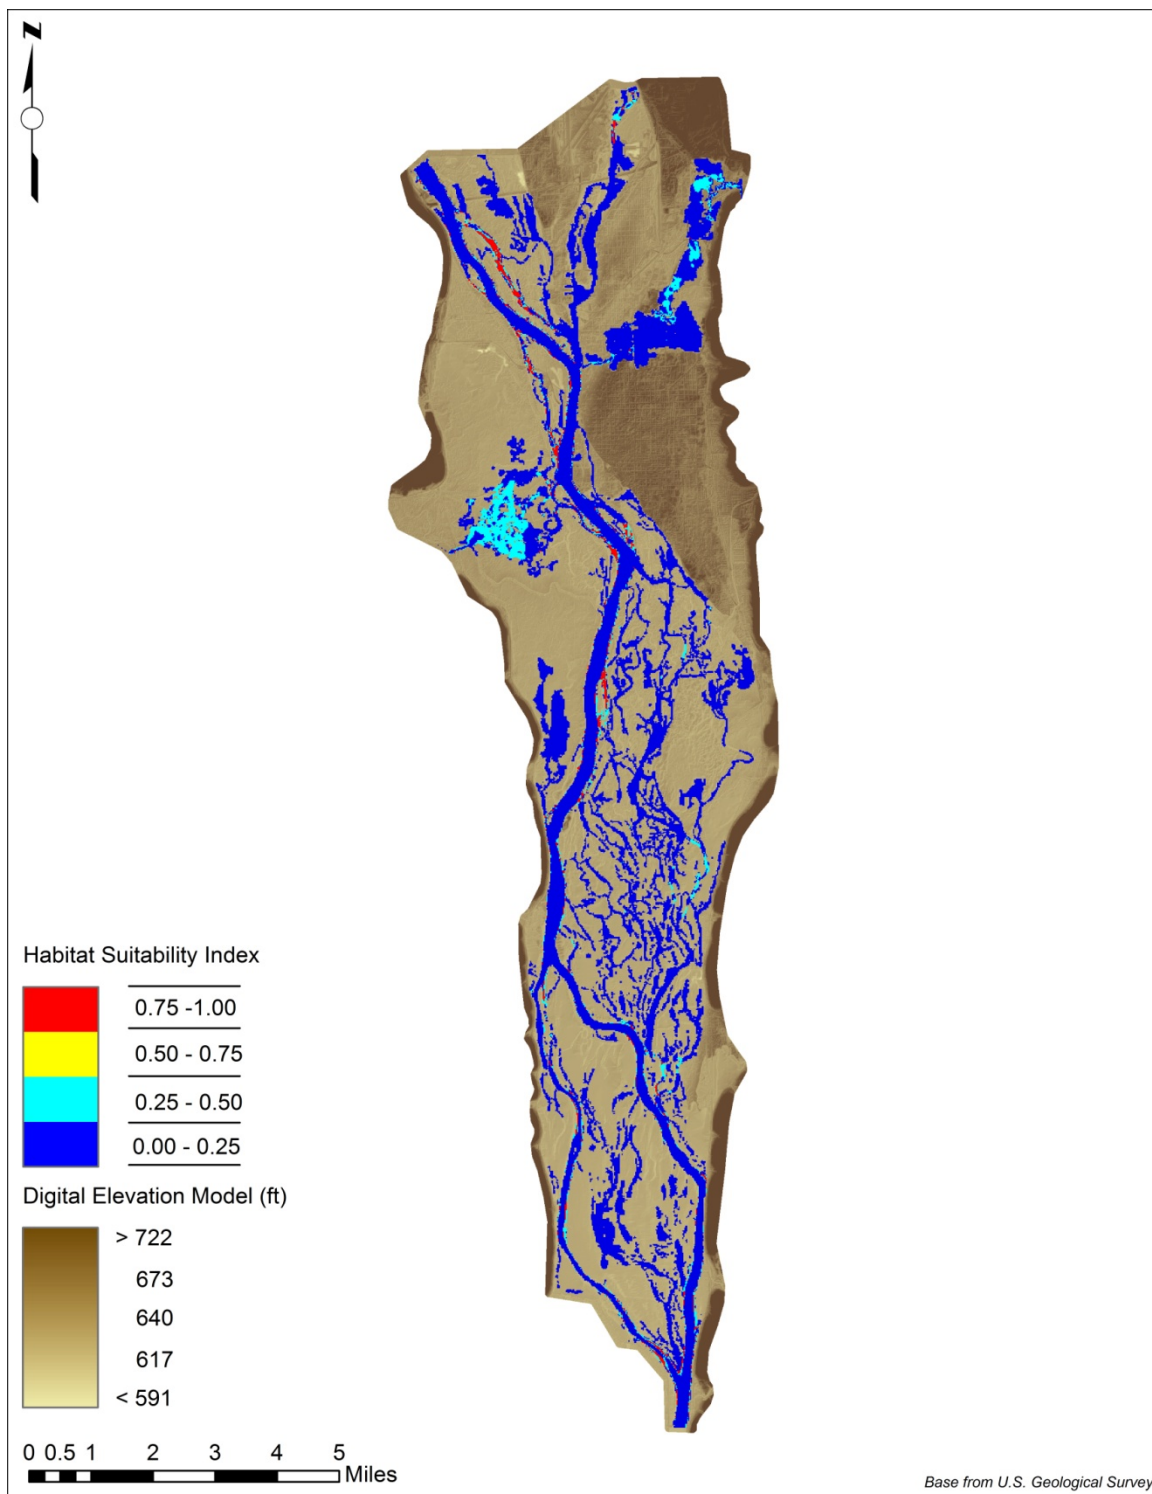 N
Habitat Suitability Index
0.75 -1.00
0.50 - 0.75
0.25 - 0.50
0.00 - 0.25
Digital Elevation Model (ft)
> 722
673
640
617
< 591
0 0.5 1 2 3 4 5
Miles
Base from U.S. Geological Survey